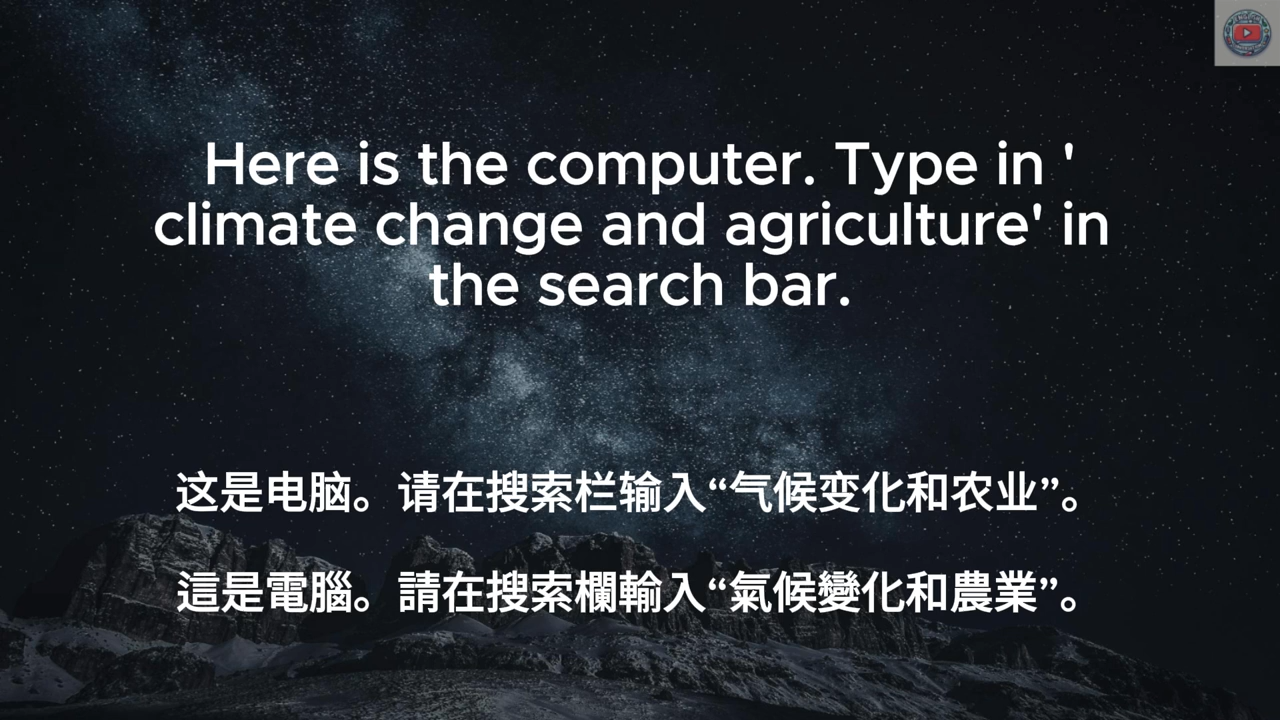 Here is the computer. Type in '
climate change and agriculture' in
the search bar.
这是电脑。请在搜索栏输入“气候变化和农业”。
這是電腦。請在搜索欄輸入“氣候變化和農業”。